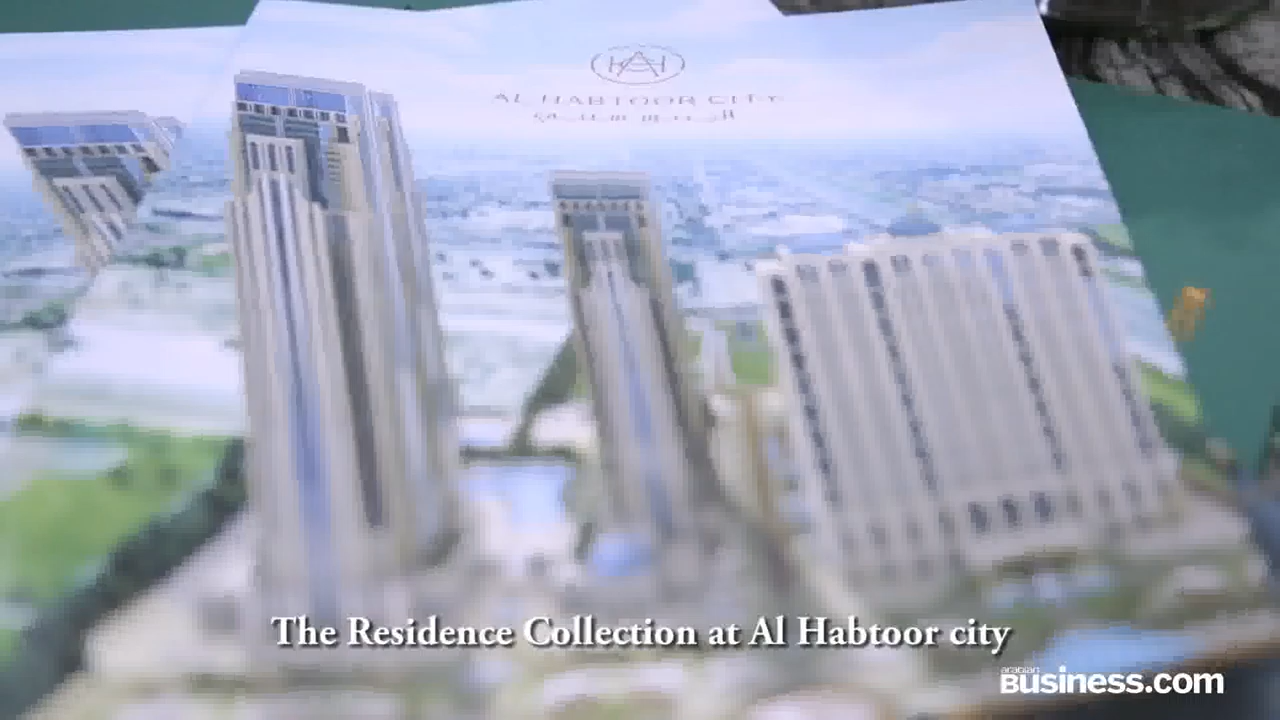 AL HABTOOR CITY
The Residence Collection at Al Habtoor city
arabian
Business.com